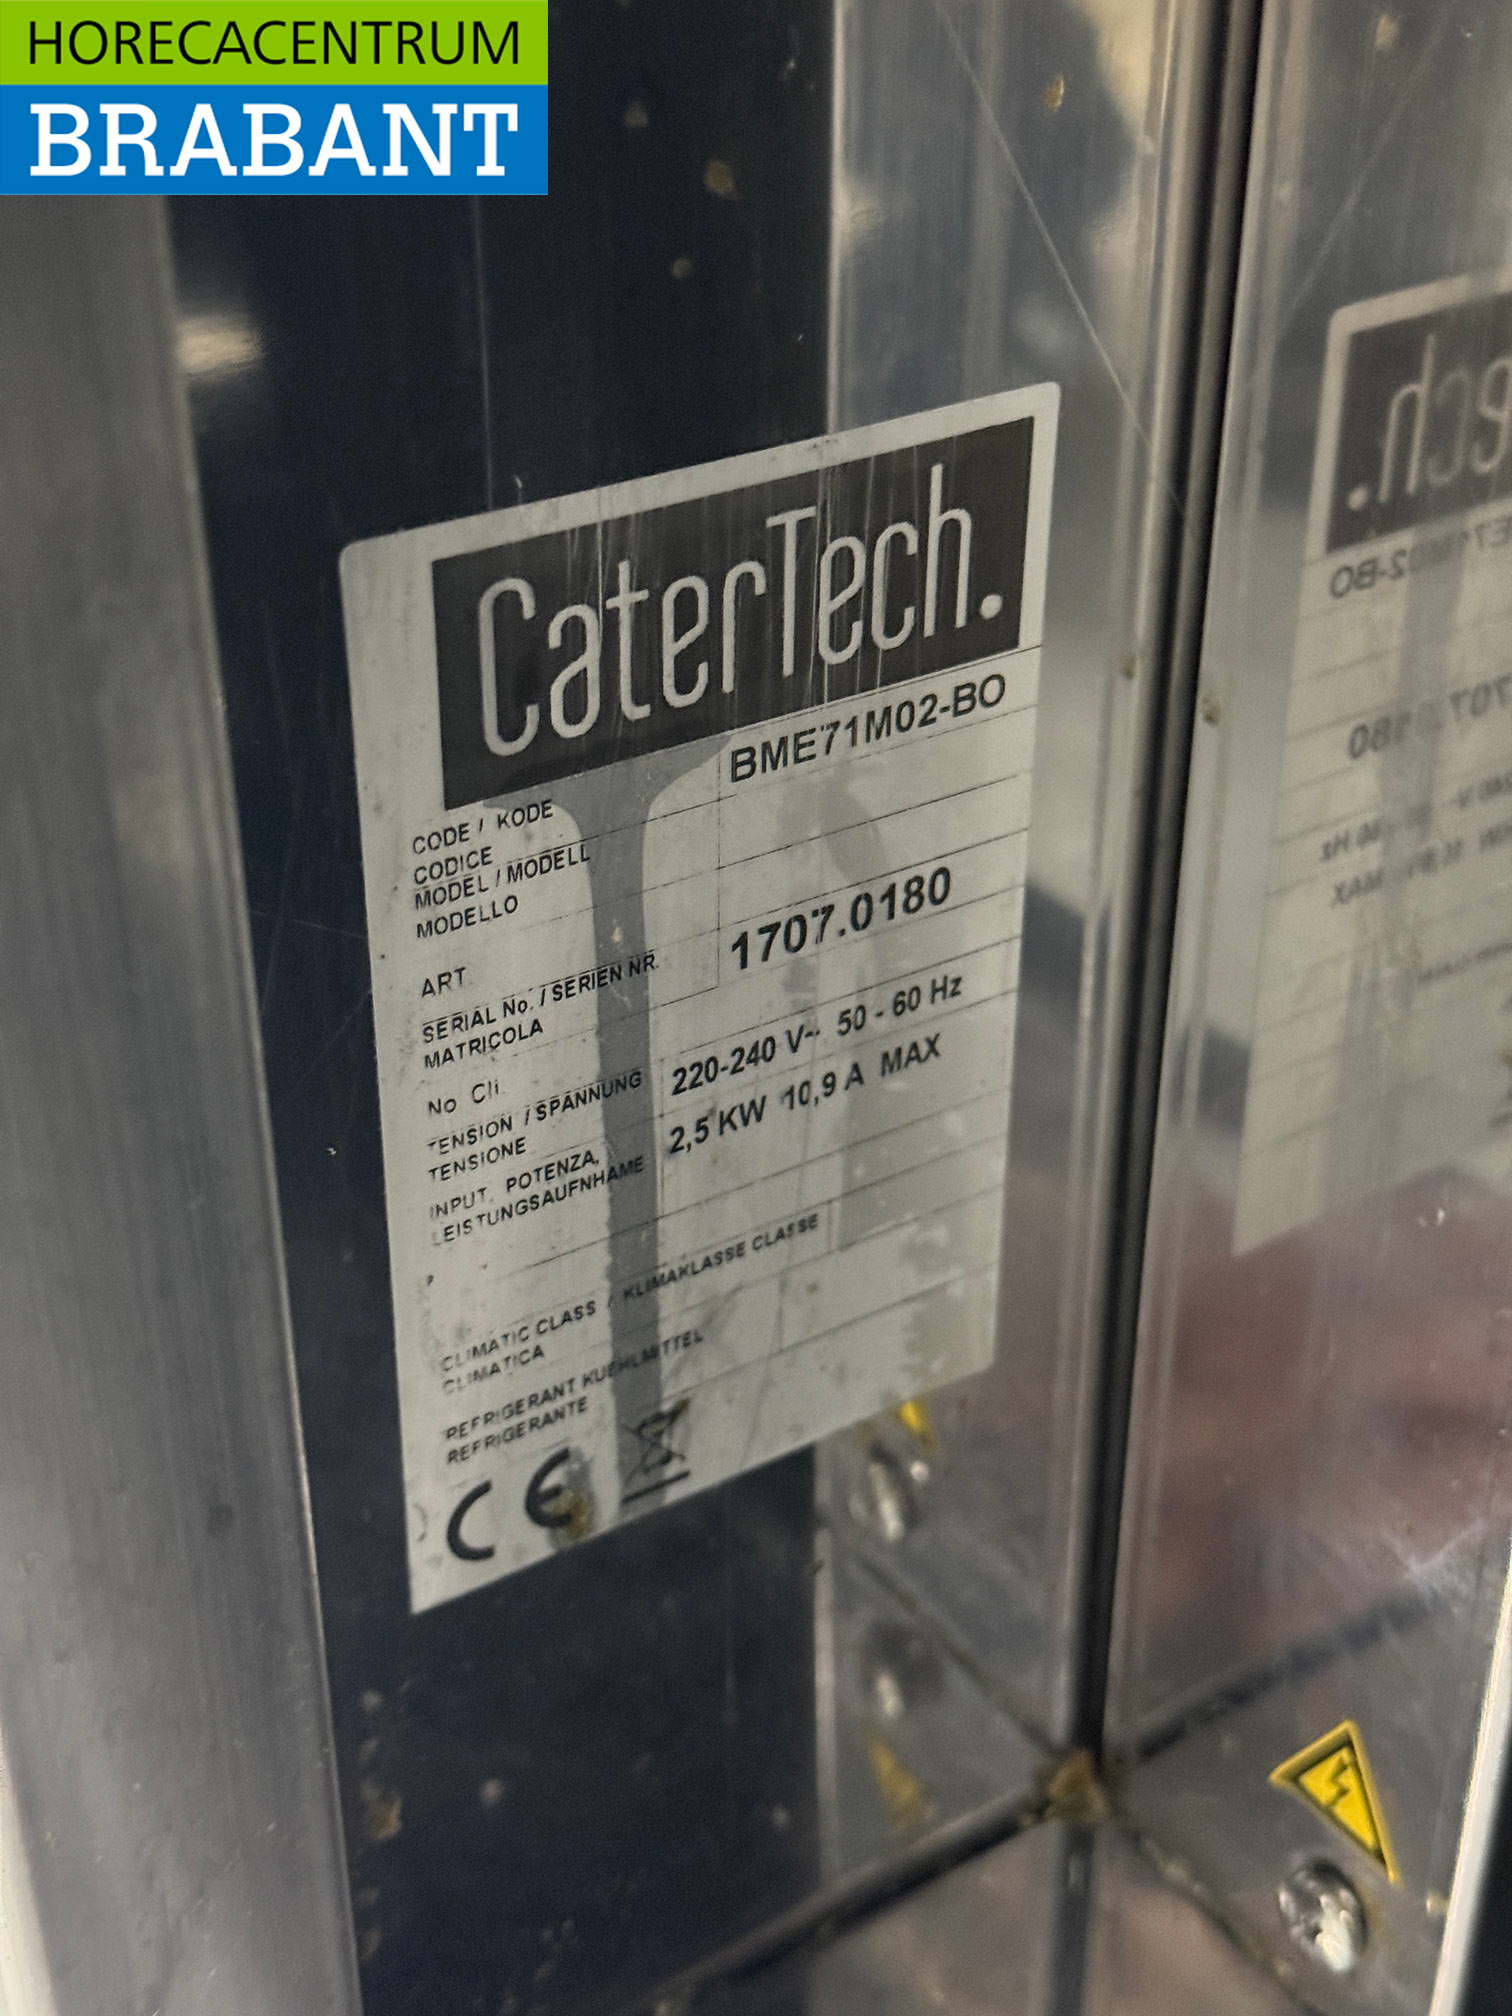 HORECACENTRUM
BRABANT
CaterTech.
CODE / KODE BME71M02-BO
CODICE
MODEL / MODELL
MODELLO
ART.
SERIAL No. / SERIEN NR. 1707.0180
MATRICOLA
No Cli.
TENSION / SPANNUNG 220-240 V~ 50 - 60 Hz
TENSIONE
INPUT, POTENZA, 2,5 KW 10,9 A MAX
LEISTUNGSAUFNHAME
CLIMATIC CLASS / KLIMAKLASSE CLASSE
CLIMATICA
REFRIGERANT KUEHLMITTEL
REFRIGERANTE
CE